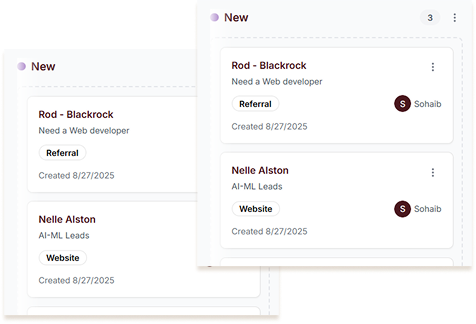 New
Rod - Blackrock
Need a Web developer
Referral
Created 8/27/2025
Nelle Alston
AI-ML Leads
Website
Created 8/27/2025
New
3
Rod - Blackrock
Need a Web developer
Referral
S Sohaib
Created 8/27/2025
Nelle Alston
AI-ML Leads
Website
S Sohaib
Created 8/27/2025